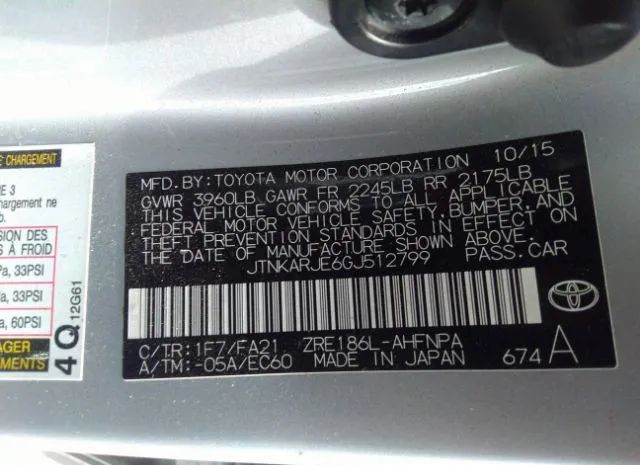 CHARGEMENT
RE 3
hargement ne
b.
SION DES
S À FROID
Pa, 33PSI
a, 33PSI
a, 60PSI
AGER
EMENTS
4Q 12G61
MFD.BY:TOYOTA MOTOR CORPORATION 10/15
GVWR 3960LB GAWR FR 2245LB RR 2175LB
THIS VEHICLE CONFORMS TO ALL APPLICABLE
FEDERAL MOTOR VEHICLE SAFETY,BUMPER,AND
THEFT PREVENTION STANDARDS IN EFFECT ON
THE DATE OF MANUFACTURE SHOWN ABOVE.
JTNKARJE6GJ512799 PASS.CAR
C/TR:1F7/FA21 ZRE186L-AHFNPA
A/TM:-05A/EC60 MADE IN JAPAN 674 A
TOYOTA